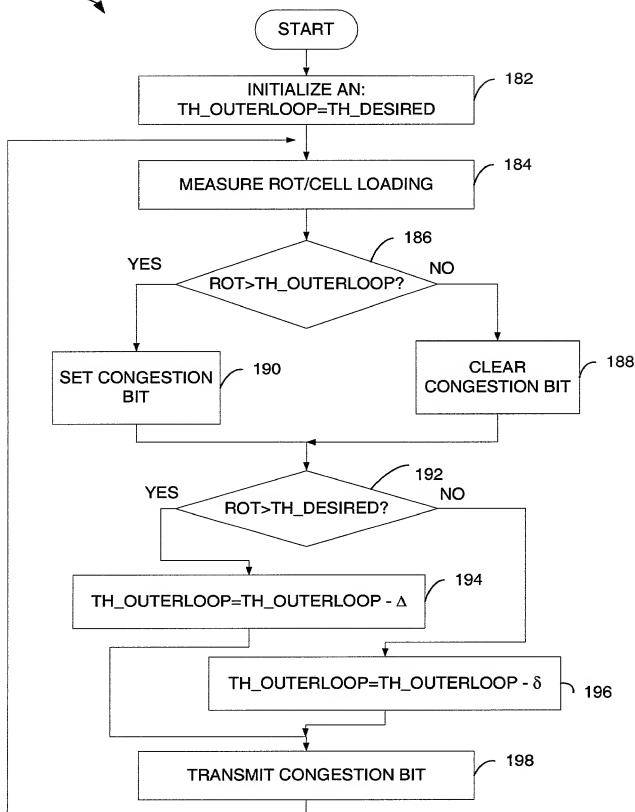 START
INITIALIZE AN:
TH_OUTERLOOP=TH_DESIRED
182
MEASURE ROT/CELL LOADING
184
186
YES
NO
ROT>TH_OUTERLOOP?
SET CONGESTION
BIT
190
CLEAR
CONGESTION BIT
188
192
YES
NO
ROT>TH_DESIRED?
TH_OUTERLOOP=TH_OUTERLOOP - Δ
194
TH_OUTERLOOP=TH_OUTERLOOP - δ
196
TRANSMIT CONGESTION BIT
198